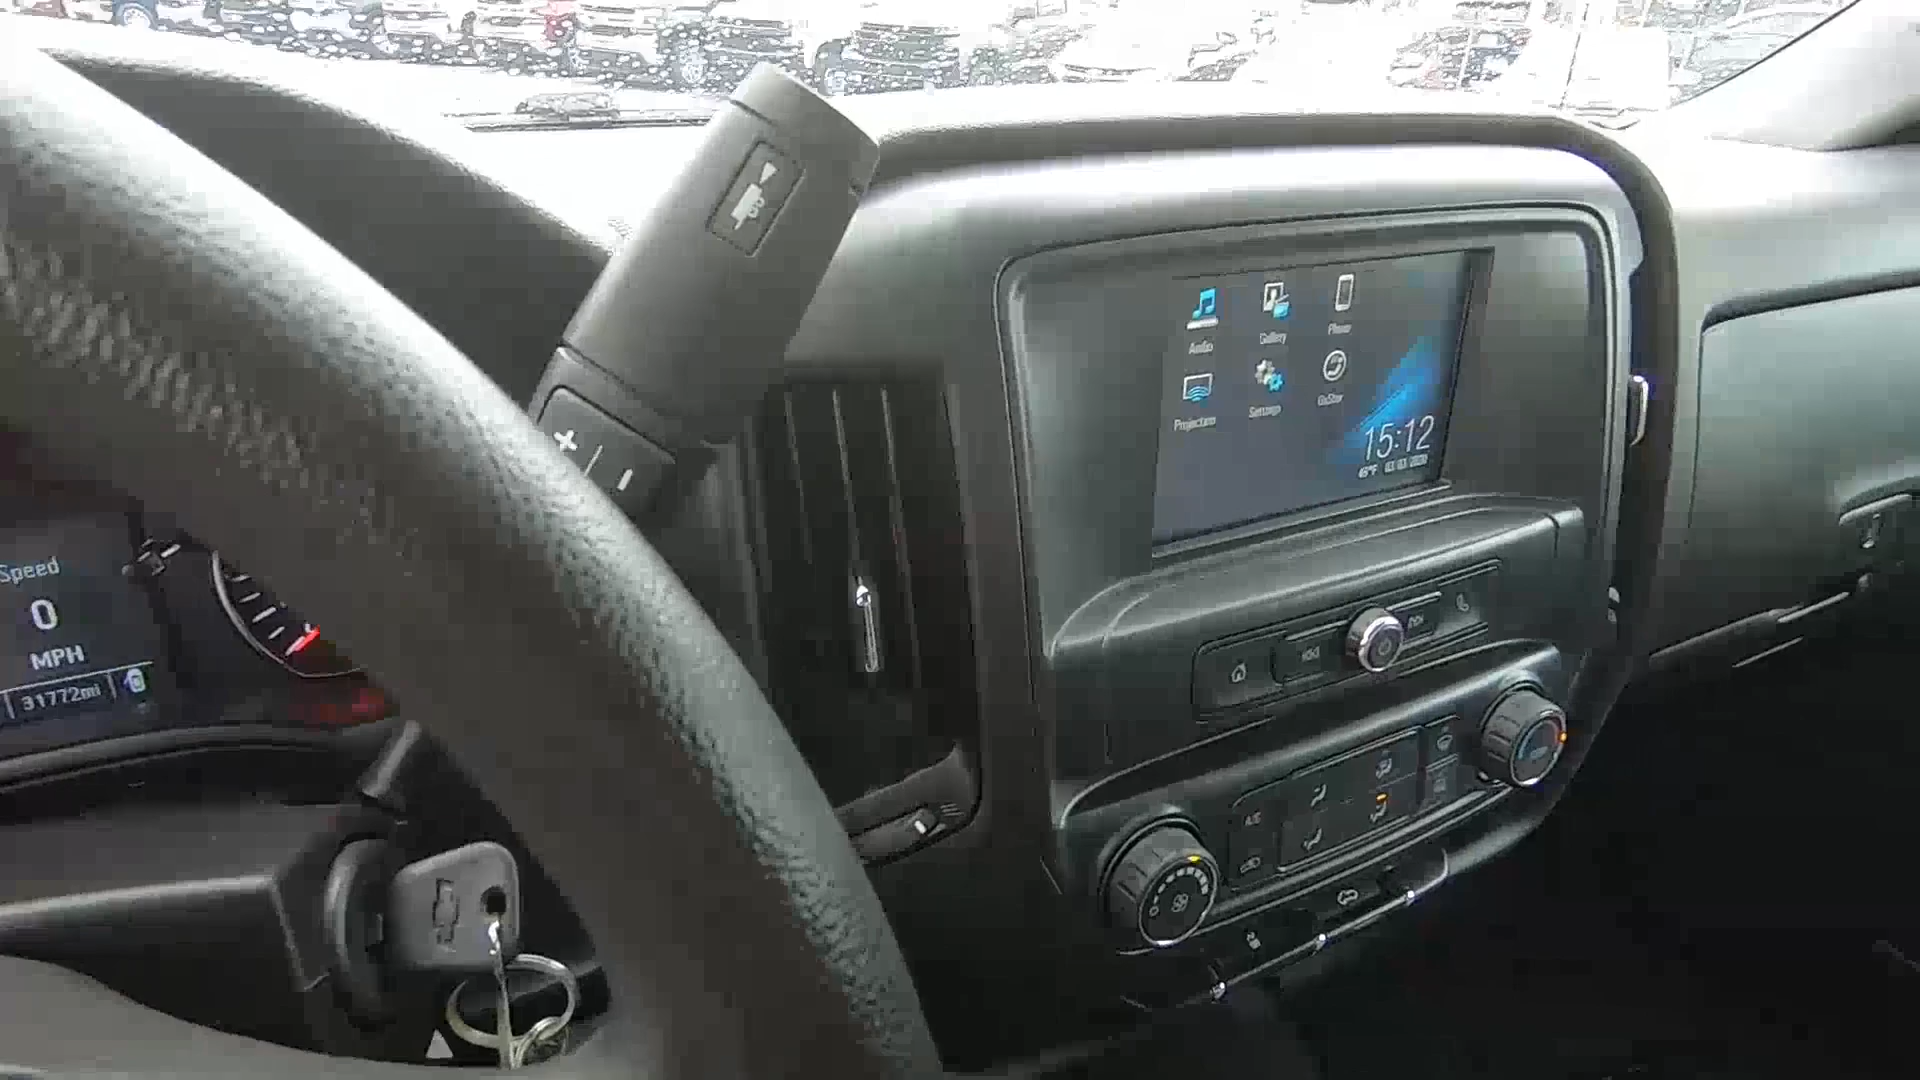 Audio
Gallery
Phone
Projection
Settings
OnStar
15:12
Speed
0
MPH
31772mi
+ / -
A/C